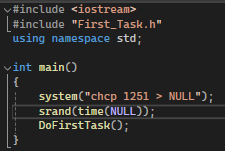 #include <iostream>
#include "First_Task.h"
using namespace std;
int main()
{
system("chcp 1251 > NULL");
srand(time(NULL));
DoFirstTask();
}